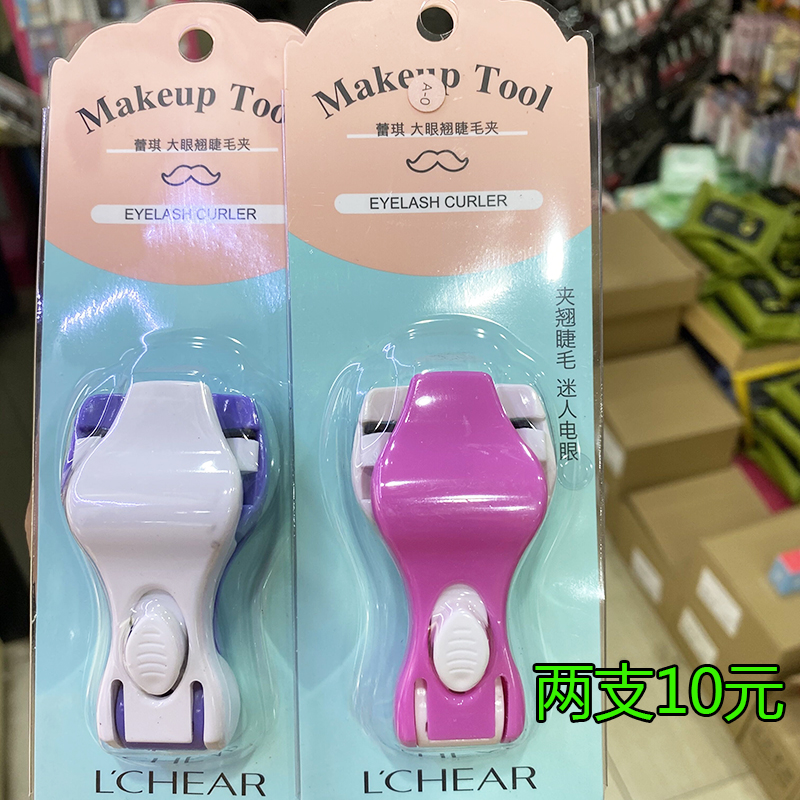 Makeup Too
蕾琪 大眼翘睫毛夹
EYELASH CURLER
L'CHEAR
Makeup Tool
A-0
蕾琪 大眼翘睫毛夹
EYELASH CURLER
夹翘睫毛 迷人电眼
L'CHEAR
两支10元